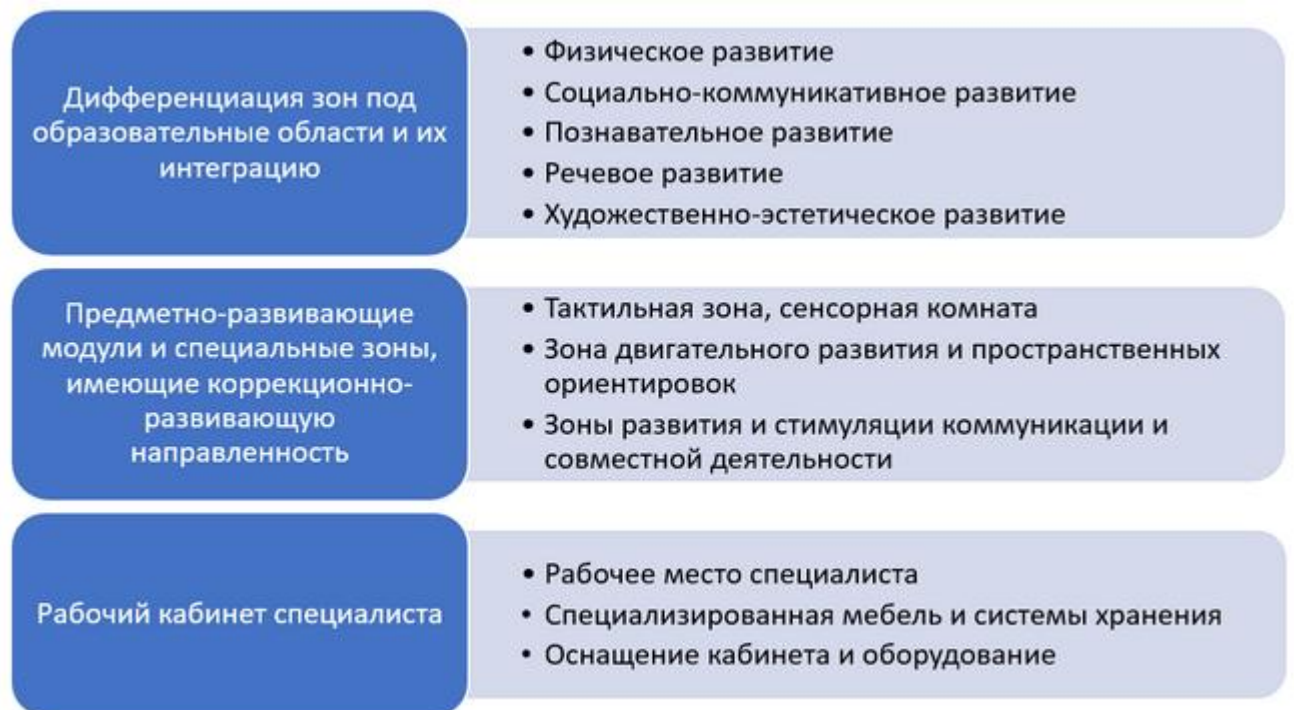 Дифференциация зон под
образовательные области и их
интеграцию
• Физическое развитие
• Социально-коммуникативное развитие
• Познавательное развитие
• Речевое развитие
• Художественно-эстетическое развитие
Предметно-развивающие
модули и специальные зоны,
имеющие коррекционно-
развивающую
направленность
• Тактильная зона, сенсорная комната
• Зона двигательного развития и пространственных
ориентировок
• Зоны развития и стимуляции коммуникации и
совместной деятельности
Рабочий кабинет специалиста
• Рабочее место специалиста
• Специализированная мебель и системы хранения
• Оснащение кабинета и оборудование